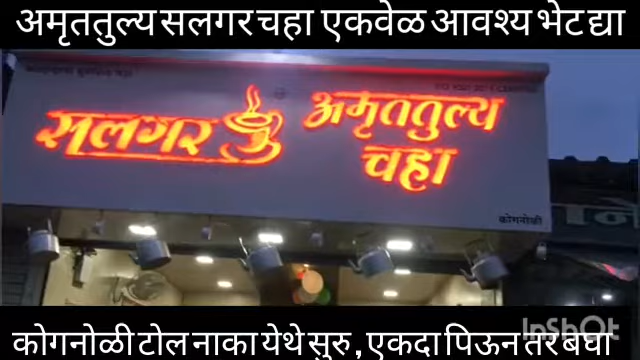 अमृततुल्य सलगर चहा एकवेळ आवश्य भेट द्या
सलगर अमृततुल्य
चहा
कोगनोळी
InShOt
कोगनोळी टोल नाका येथे सुरु , एकदा पिऊन तर बघा